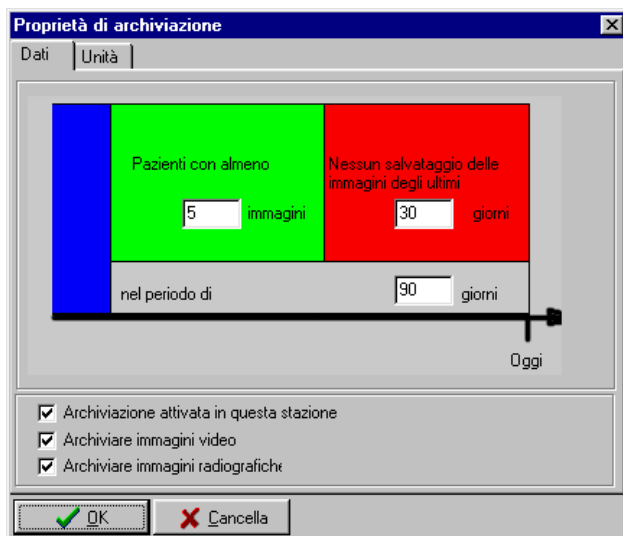 Proprietà di archiviazione
Dati
Unità
Pazienti con almeno
5 immagini
Nessun salvataggio delle
immagini degli ultimi
30 giorni
nel periodo di 90 giorni
Oggi
Archiviazione attivata in questa stazione
Archiviare immagini video
Archiviare immagini radiografiche
OK
Cancella